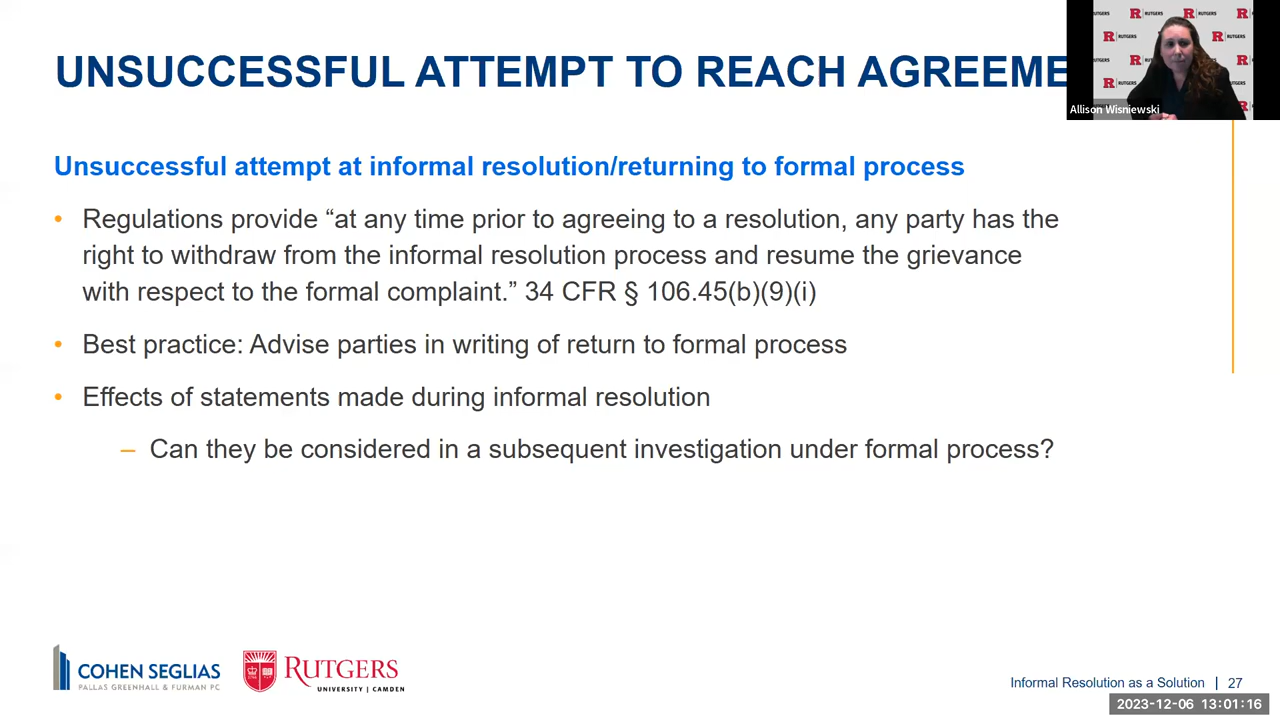 UNSUCCESSFUL ATTEMPT TO REACH AGREEME
RUTGERS
Allison Wisniewski
Unsuccessful attempt at informal resolution/returning to formal process
• Regulations provide “at any time prior to agreeing to a resolution, any party has the
right to withdraw from the informal resolution process and resume the grievance
with respect to the formal complaint.” 34 CFR § 106.45(b)(9)(i)
• Best practice: Advise parties in writing of return to formal process
• Effects of statements made during informal resolution
– Can they be considered in a subsequent investigation under formal process?
COHEN SEGLIAS
PALLAS GREENHALL & FURMAN PC
RUTGERS
UNIVERSITY | CAMDEN
Informal Resolution as a Solution | 27
2023-12-06 13:01:16